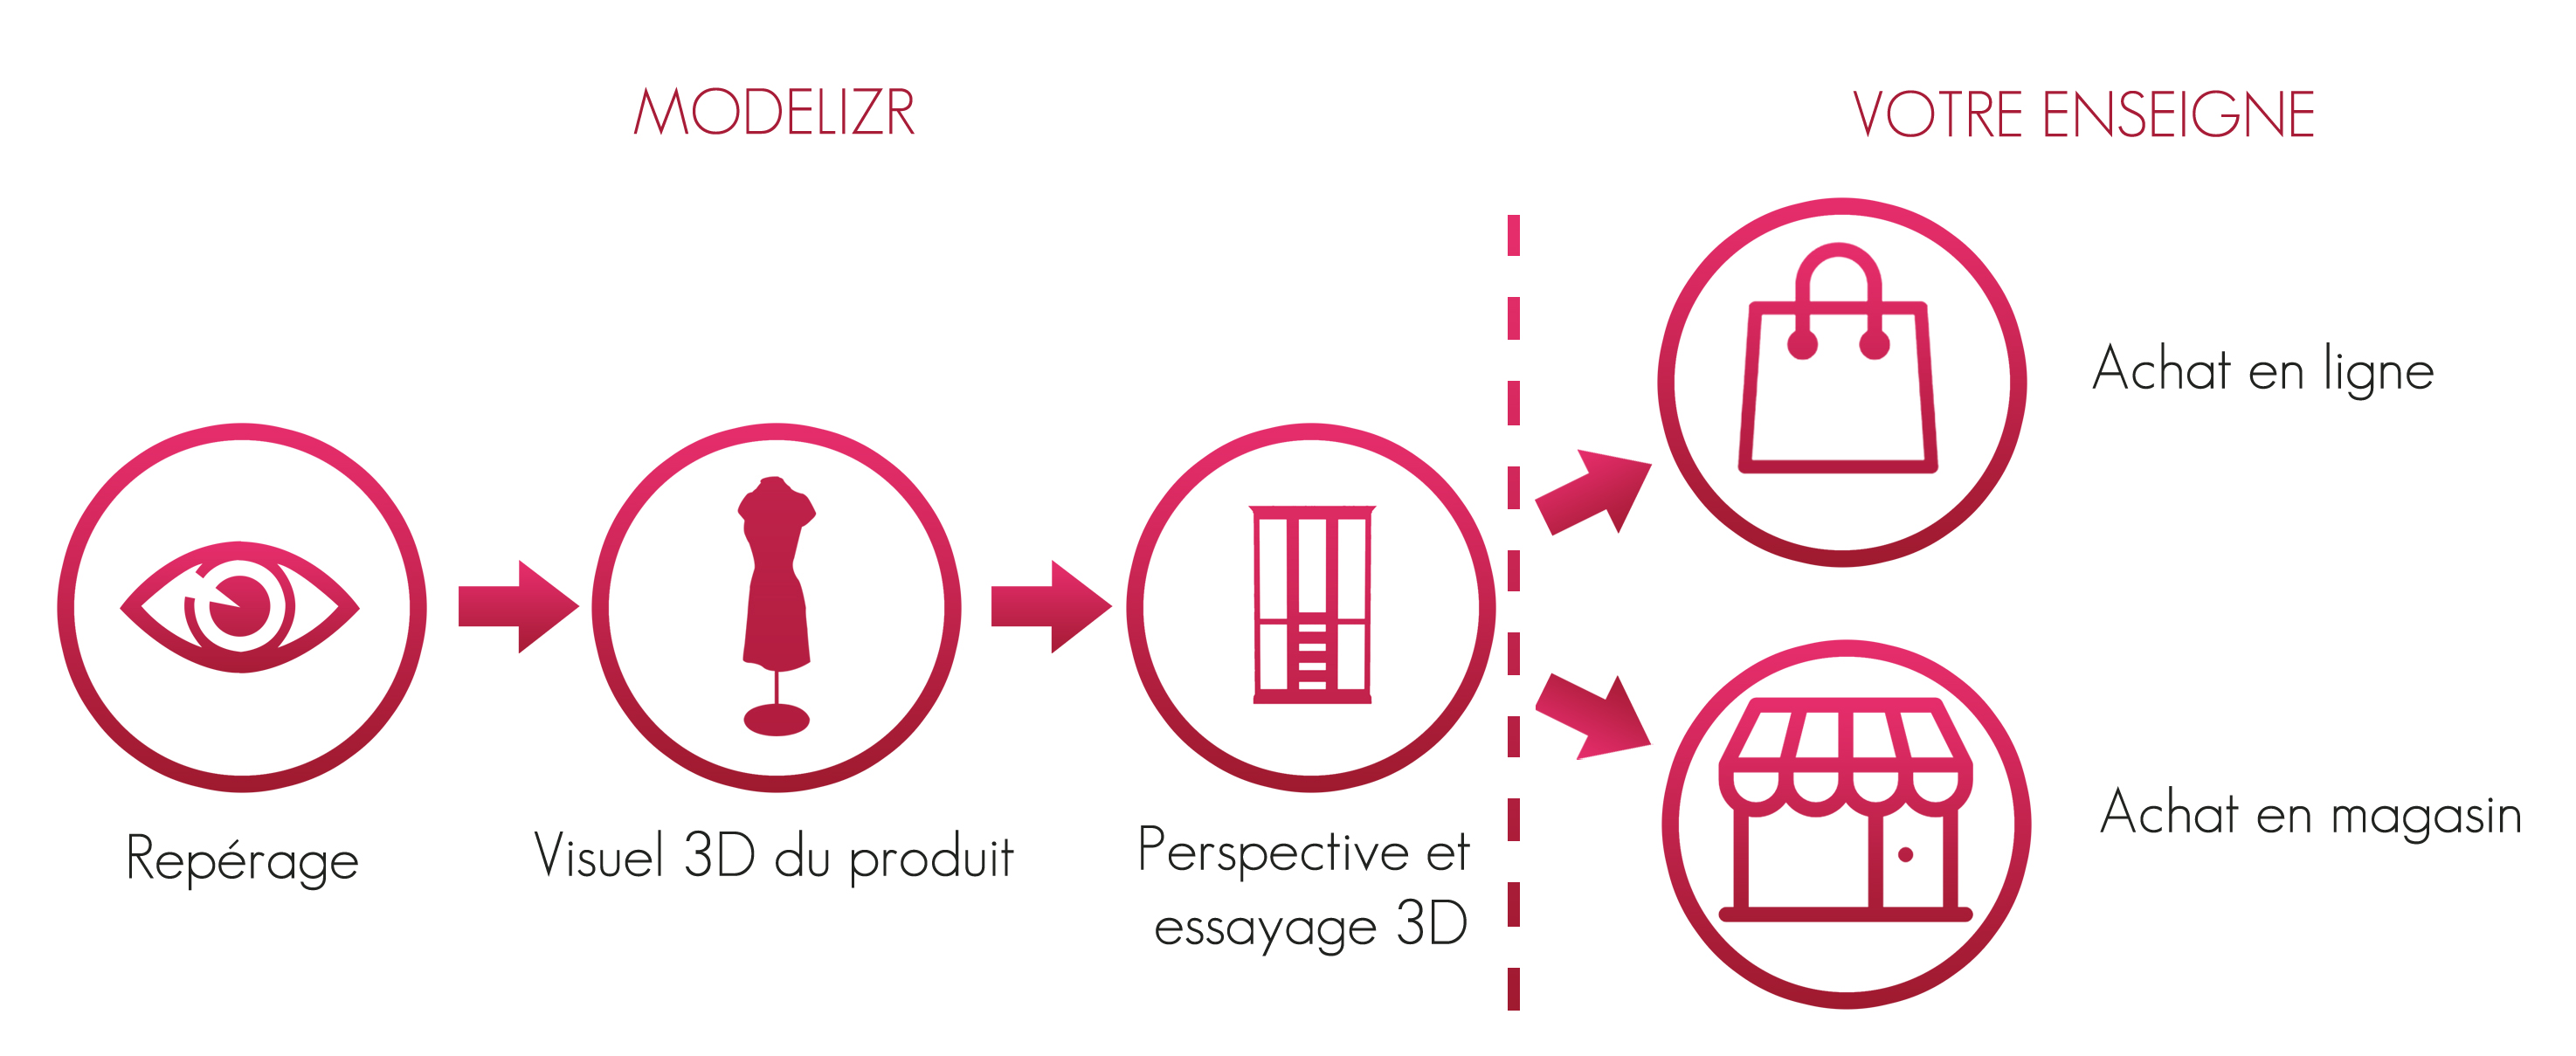 MODELIZR
VOTRE ENSEIGNE
Achat en ligne
Repérage
Visuel 3D du produit
Perspective et
essayage 3D
Achat en magasin